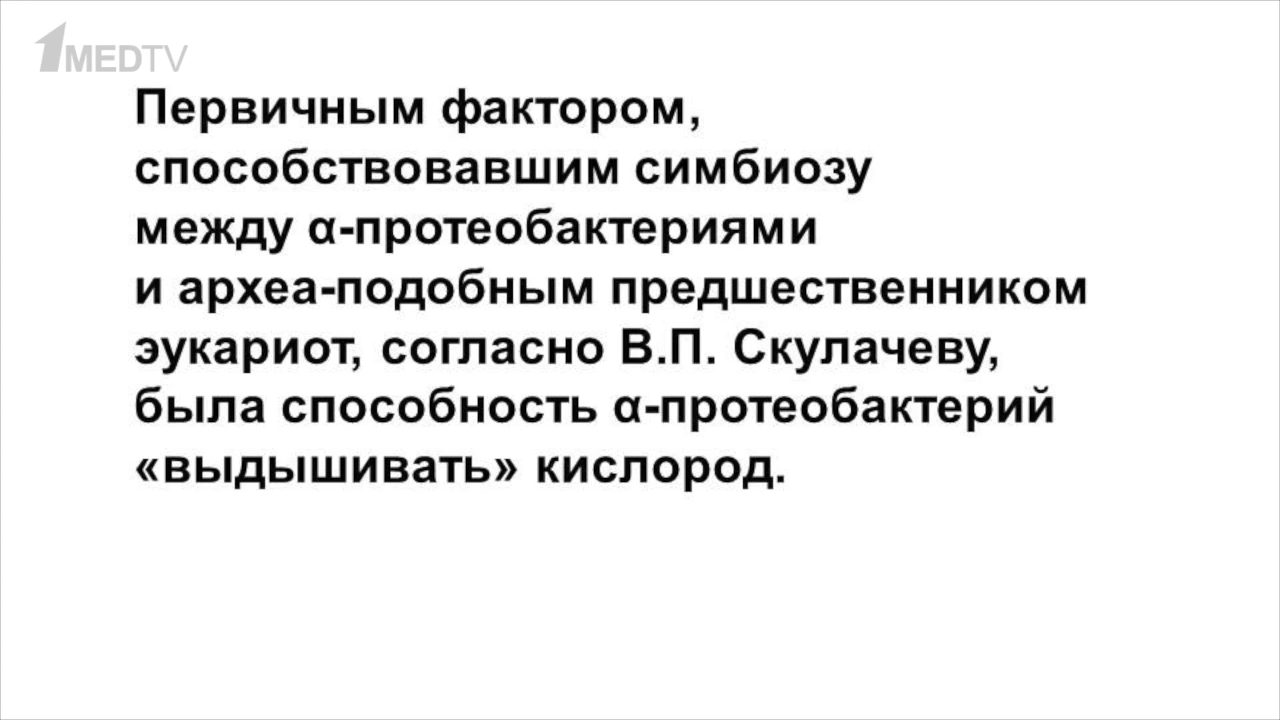 1MEDTV
Первичным фактором,
способствовавшим симбиозу
между α-протеобактериями
и археа-подобным предшественником
эукариот, согласно В.П. Скулачеву,
была способность α-протеобактерий
«выдышивать» кислород.